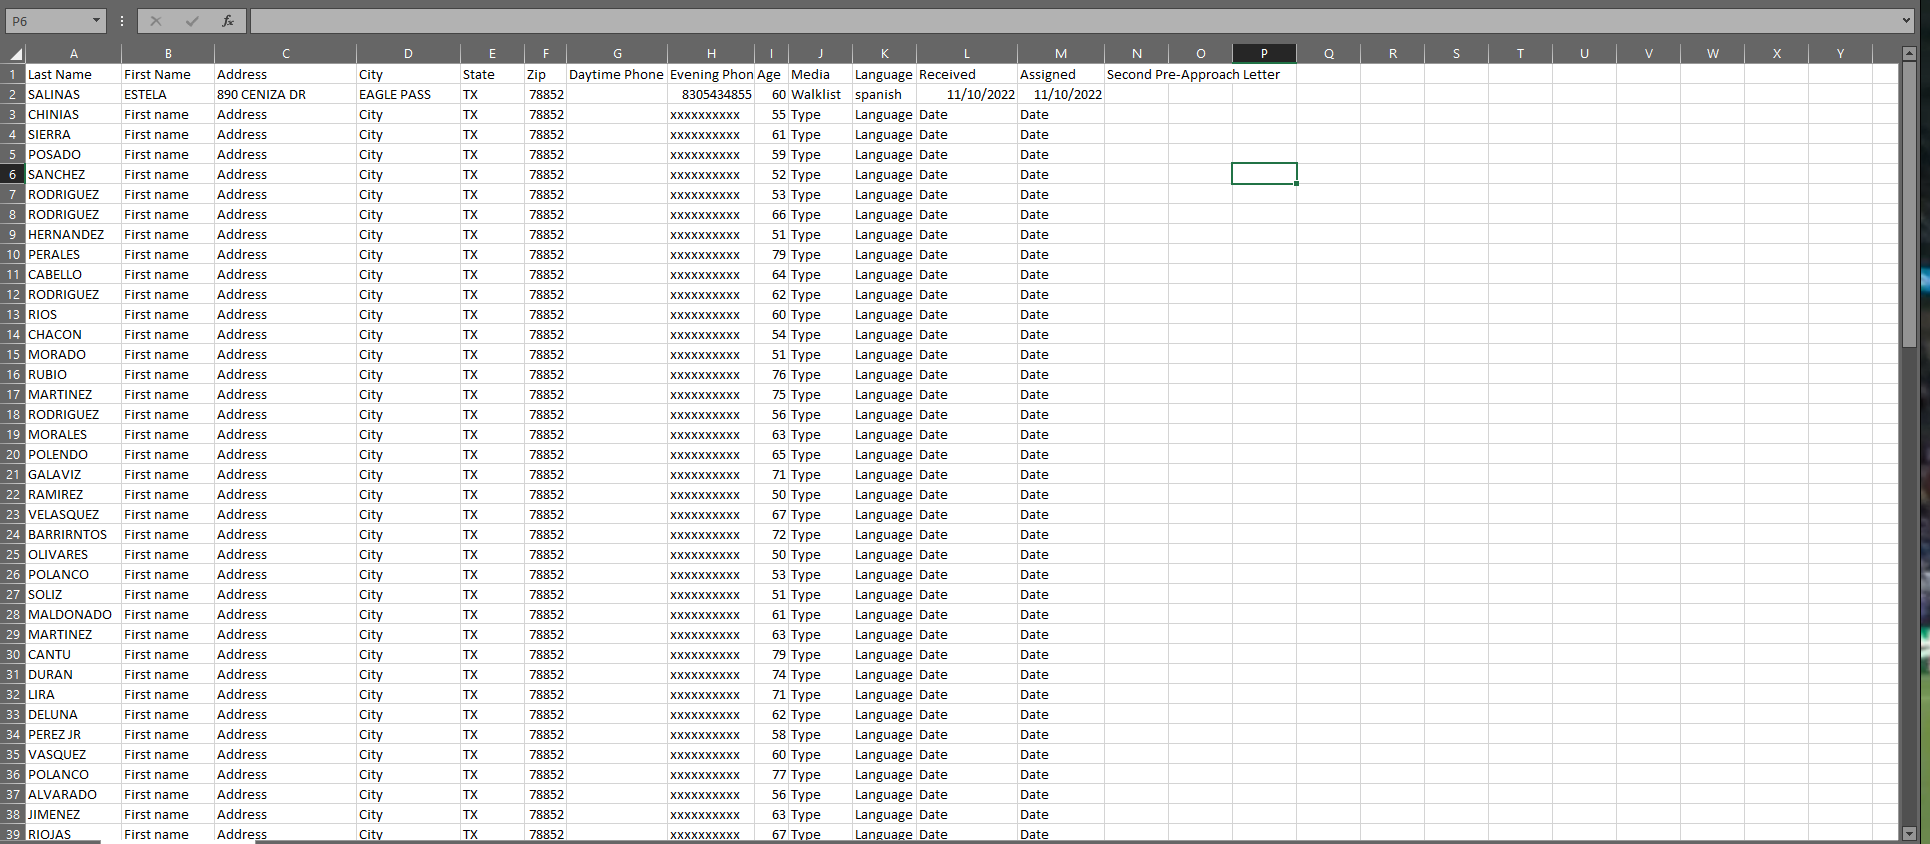 P6 fx
A B C D E F G H I J K L M N O P Q R S T U V W X Y
1 Last Name First Name Address City State Zip Daytime Phone Evening Phon Age Media Language Received Assigned Second Pre-Approach Letter
2 SALINAS ESTELA 890 CENIZA DR EAGLE PASS TX 78852 8305434855 60 Walklist spanish 11/10/2022 11/10/2022
3 CHINIAS First name Address City TX 78852 xxxxxxxxxx 55 Type Language Date Date
4 SIERRA First name Address City TX 78852 xxxxxxxxxx 61 Type Language Date Date
5 POSADO First name Address City TX 78852 xxxxxxxxxx 59 Type Language Date Date
6 SANCHEZ First name Address City TX 78852 xxxxxxxxxx 52 Type Language Date Date
7 RODRIGUEZ First name Address City TX 78852 xxxxxxxxxx 53 Type Language Date Date
8 RODRIGUEZ First name Address City TX 78852 xxxxxxxxxx 66 Type Language Date Date
9 HERNANDEZ First name Address City TX 78852 xxxxxxxxxx 51 Type Language Date Date
10 PERALES First name Address City TX 78852 xxxxxxxxxx 79 Type Language Date Date
11 CABELLO First name Address City TX 78852 xxxxxxxxxx 64 Type Language Date Date
12 RODRIGUEZ First name Address City TX 78852 xxxxxxxxxx 62 Type Language Date Date
13 RIOS First name Address City TX 78852 xxxxxxxxxx 60 Type Language Date Date
14 CHACON First name Address City TX 78852 xxxxxxxxxx 54 Type Language Date Date
15 MORADO First name Address City TX 78852 xxxxxxxxxx 51 Type Language Date Date
16 RUBIO First name Address City TX 78852 xxxxxxxxxx 76 Type Language Date Date
17 MARTINEZ First name Address City TX 78852 xxxxxxxxxx 75 Type Language Date Date
18 RODRIGUEZ First name Address City TX 78852 xxxxxxxxxx 56 Type Language Date Date
19 MORALES First name Address City TX 78852 xxxxxxxxxx 63 Type Language Date Date
20 POLENDO First name Address City TX 78852 xxxxxxxxxx 65 Type Language Date Date
21 GALAVIZ First name Address City TX 78852 xxxxxxxxxx 71 Type Language Date Date
22 RAMIREZ First name Address City TX 78852 xxxxxxxxxx 50 Type Language Date Date
23 VELASQUEZ First name Address City TX 78852 xxxxxxxxxx 67 Type Language Date Date
24 BARRIRNTOS First name Address City TX 78852 xxxxxxxxxx 72 Type Language Date Date
25 OLIVARES First name Address City TX 78852 xxxxxxxxxx 50 Type Language Date Date
26 POLANCO First name Address City TX 78852 xxxxxxxxxx 53 Type Language Date Date
27 SOLIZ First name Address City TX 78852 xxxxxxxxxx 51 Type Language Date Date
28 MALDONADO First name Address City TX 78852 xxxxxxxxxx 61 Type Language Date Date
29 MARTINEZ First name Address City TX 78852 xxxxxxxxxx 63 Type Language Date Date
30 CANTU First name Address City TX 78852 xxxxxxxxxx 79 Type Language Date Date
31 DURAN First name Address City TX 78852 xxxxxxxxxx 74 Type Language Date Date
32 LIRA First name Address City TX 78852 xxxxxxxxxx 71 Type Language Date Date
33 DELUNA First name Address City TX 78852 xxxxxxxxxx 62 Type Language Date Date
34 PEREZ JR First name Address City TX 78852 xxxxxxxxxx 58 Type Language Date Date
35 VASQUEZ First name Address City TX 78852 xxxxxxxxxx 60 Type Language Date Date
36 POLANCO First name Address City TX 78852 xxxxxxxxxx 77 Type Language Date Date
37 ALVARADO First name Address City TX 78852 xxxxxxxxxx 56 Type Language Date Date
38 JIMENEZ First name Address City TX 78852 xxxxxxxxxx 63 Type Language Date Date
39 RIOJAS First name Address City TX 78852 xxxxxxxxxx 67 Type Language Date Date